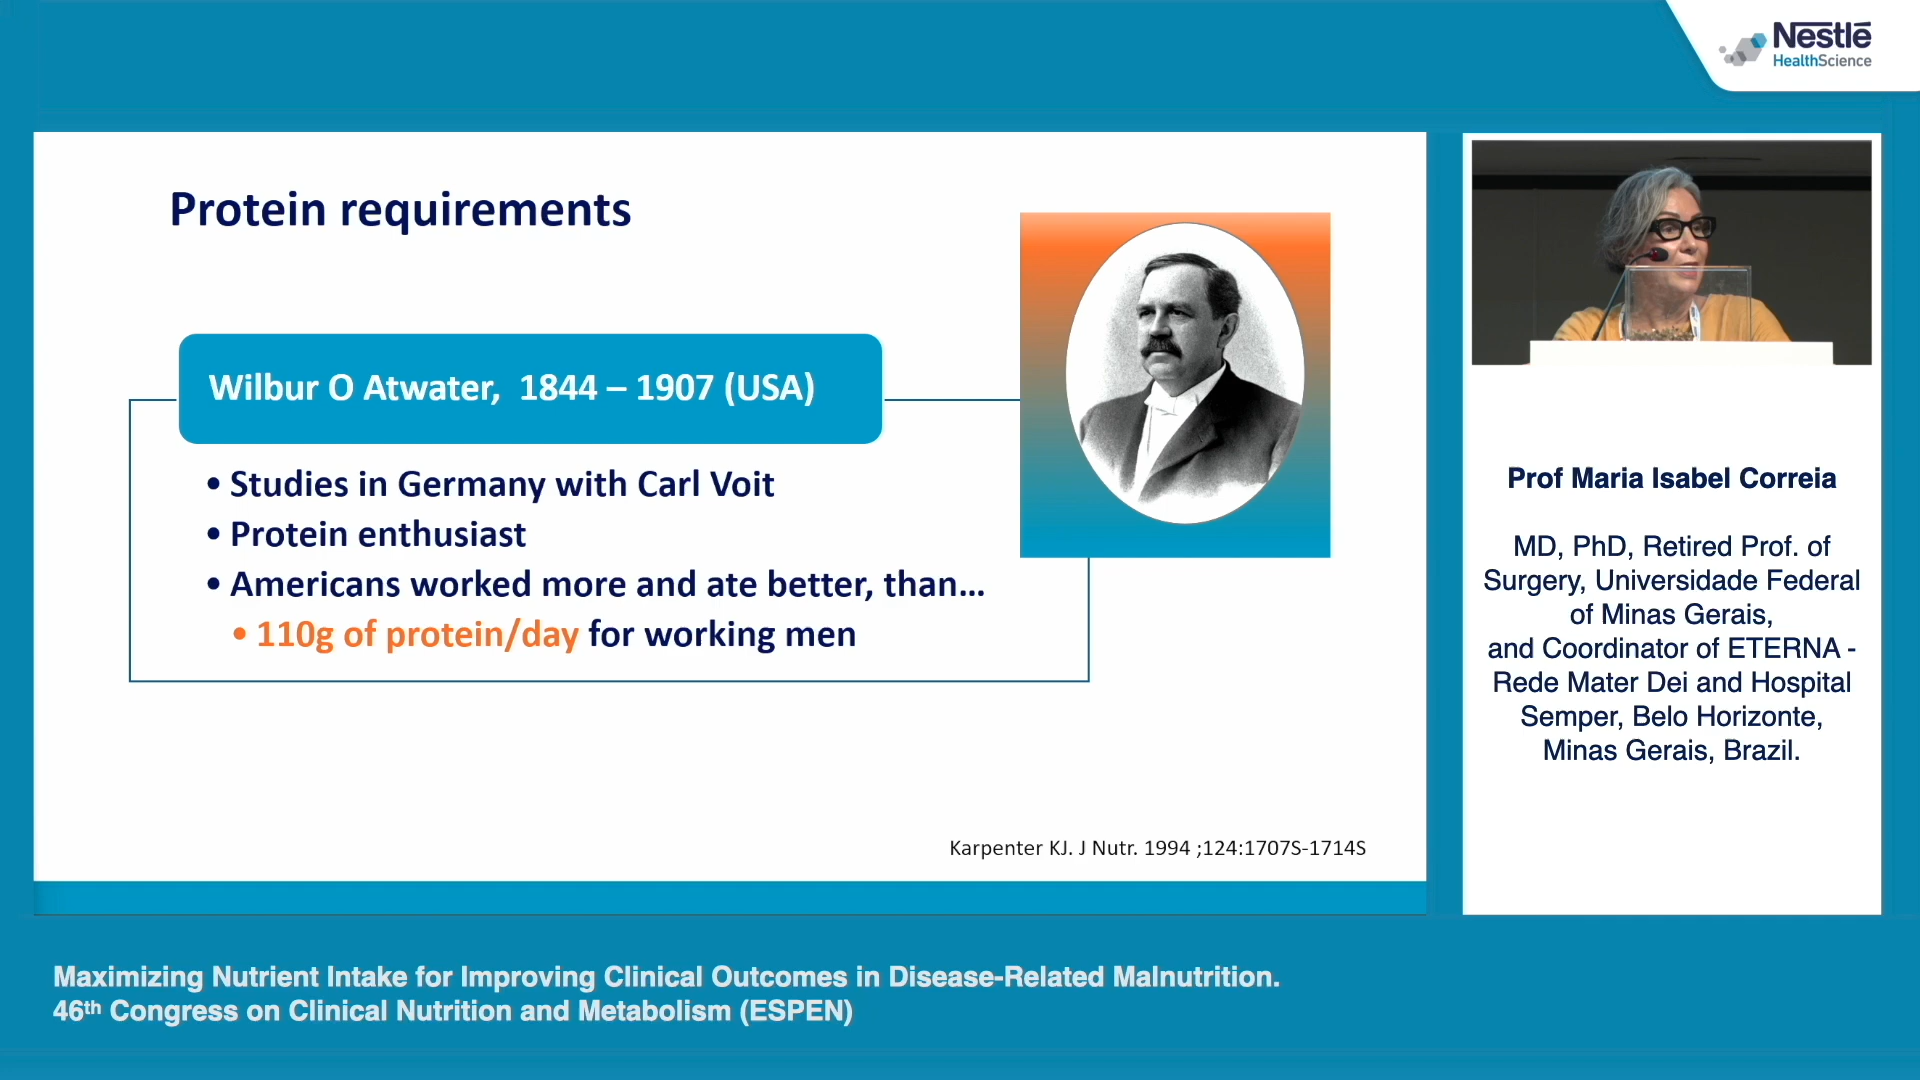 Nestlé
HealthScience
Protein requirements
Wilbur O Atwater, 1844 – 1907 (USA)
• Studies in Germany with Carl Voit
• Protein enthusiast
• Americans worked more and ate better, than...
• 110g of protein/day for working men
Karpenter KJ. J Nutr. 1994 ;124:1707S-1714S
Prof Maria Isabel Correia
MD, PhD, Retired Prof. of
Surgery, Universidade Federal
of Minas Gerais,
and Coordinator of ETERNA -
Rede Mater Dei and Hospital
Semper, Belo Horizonte,
Minas Gerais, Brazil.
Maximizing Nutrient Intake for Improving Clinical Outcomes in Disease-Related Malnutrition.
46th Congress on Clinical Nutrition and Metabolism (ESPEN)